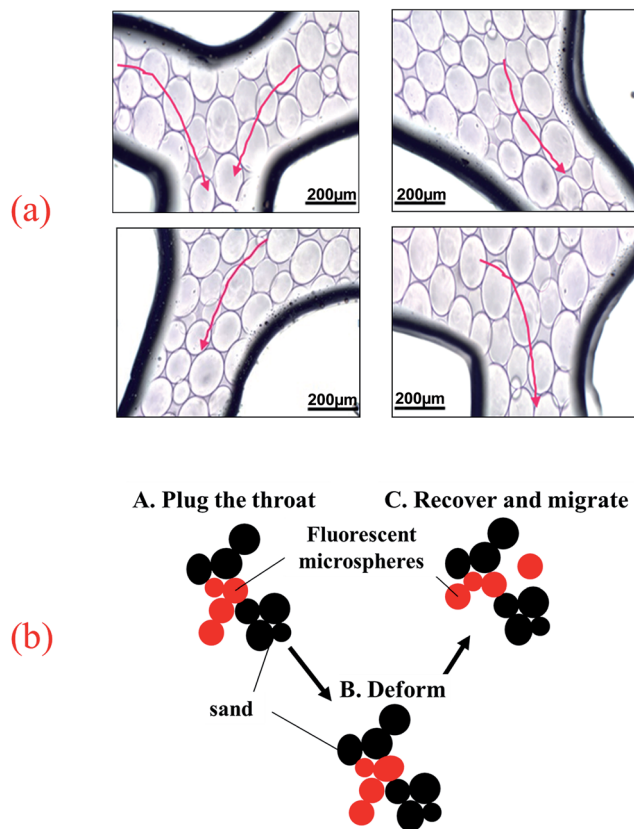 (a)
200µm
200µm
200µm
200µm
(b)
A. Plug the throat
C. Recover and migrate
Fluorescent
microspheres
B. Deform
sand